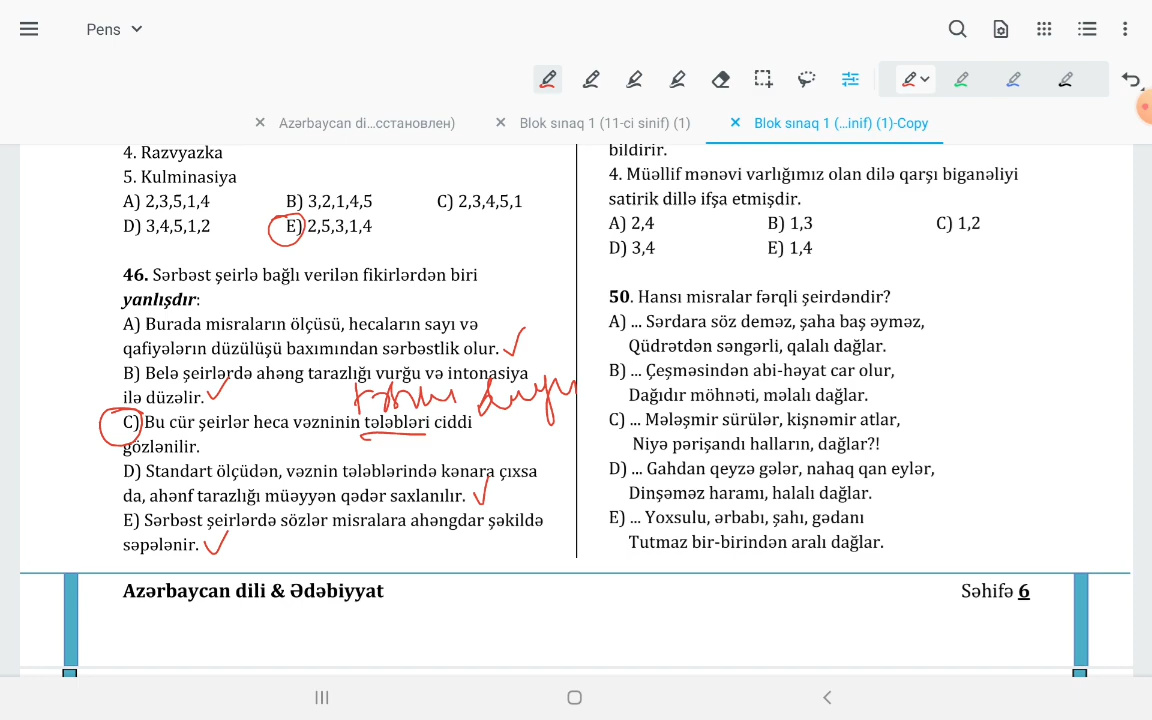 Pens
Azərbaycan di...сстановлен)
Blok sınaq 1 (11-ci sinif) (1)
Blok sınaq 1 (...inif) (1)-Copy
4. Razvyazka
5. Kulminasiya
A) 2,3,5,1,4 B) 3,2,1,4,5 C) 2,3,4,5,1
D) 3,4,5,1,2 E) 2,5,3,1,4
46. Sərbəst şeirlə bağlı verilən fikirlərdən biri
yanlışdır:
A) Burada misraların ölçüsü, hecaların sayı və
qafiyələrın düzülüşü baxımından sərbəstlik olur.
B) Belə şeirlərdə ahəng tarazlığı vurğu və intonasiya
ilə düzəlir.
C) Bu cür şeirlər heca vəzninin tələbləri ciddi
gözlənilir.
D) Standart ölçüdən, vəznin tələblərində kənara çıxsa
da, ahənf tarazlığı müəyyən qədər saxlanılır.
E) Sərbəst şeirlərdə sözlər misralara ahəngdar şəkildə
səpələnir.
bildirir.
4. Müəllif mənəvi varlığımız olan dilə qarşı biganəliyi
satirik dillə ifşa etmişdir.
A) 2,4 B) 1,3 C) 1,2
D) 3,4 E) 1,4
50. Hansı misralar fərqli şeirdəndir?
A) ... Sərdara söz deməz, şaha baş əyməz,
Qüdrətdən səngərli, qalalı dağlar.
B) ... Çeşməsindən abi-həyat car olur,
Dağıdır möhnəti, məlalı dağlar.
C) ... Mələşmir sürülər, kişnəmir atlar,
Niyə pərişandı halların, dağlar?!
D) ... Gahdan qeyzə gələr, nahaq qan eylər,
Dinşəməz haramı, halalı dağlar.
E) ... Yoxsulu, ərbabı, şahı, gədanı
Tutmaz bir-birindən aralı dağlar.
Azərbaycan dili & Ədəbiyyat Səhifə 6